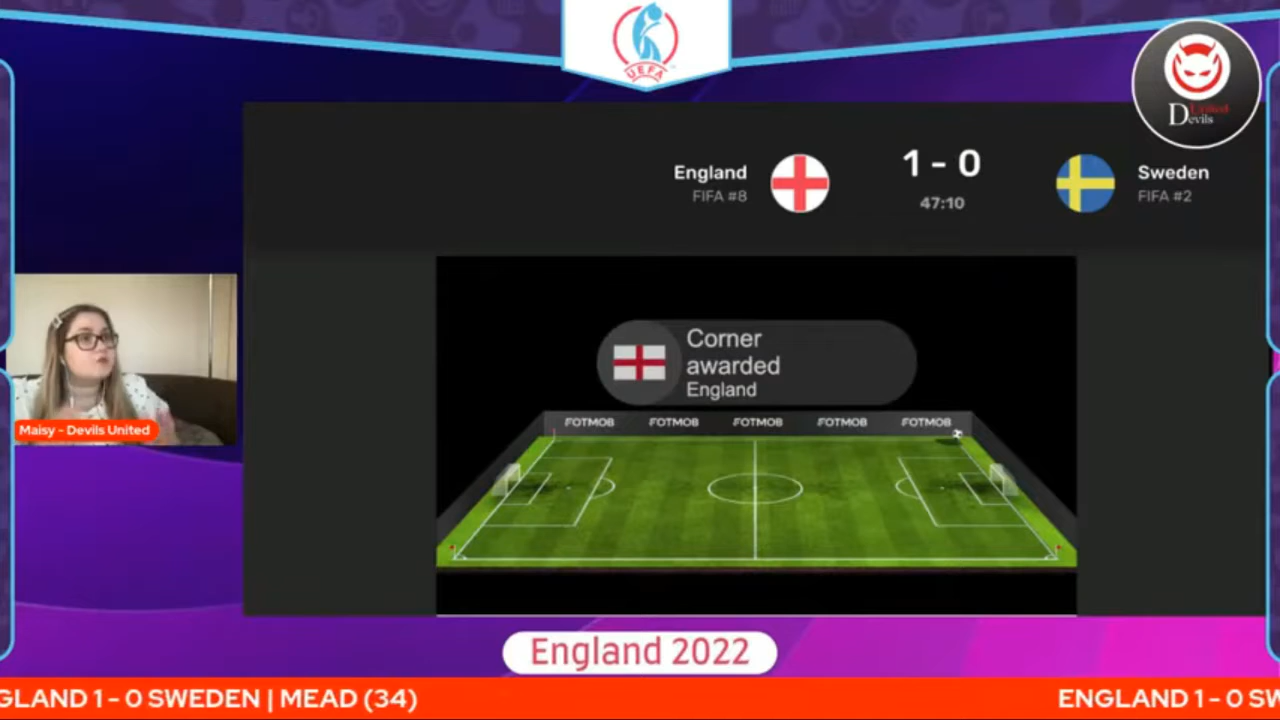 UEFA
United
Devils
England
FIFA #8
1 - 0
47:10
Sweden
FIFA #2
Corner
awarded
England
FOTMOB FOTMOB FOTMOB FOTMOB FOTMOB
Maisy - Devils United
England 2022
GLAND 1 - 0 SWEDEN | MEAD (34) ENGLAND 1 - 0 SW